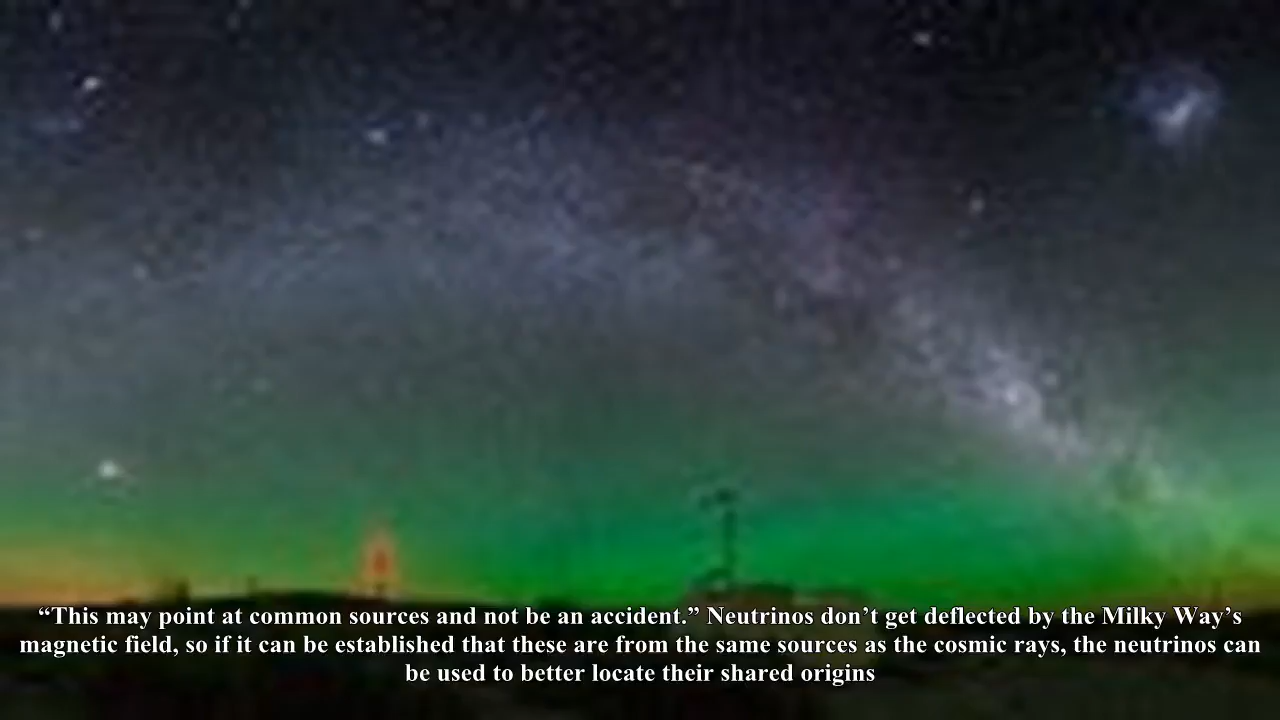 “This may point at common sources and not be an accident.” Neutrinos don’t get deflected by the Milky Way’s
magnetic field, so if it can be established that these are from the same sources as the cosmic rays, the neutrinos can
be used to better locate their shared origins